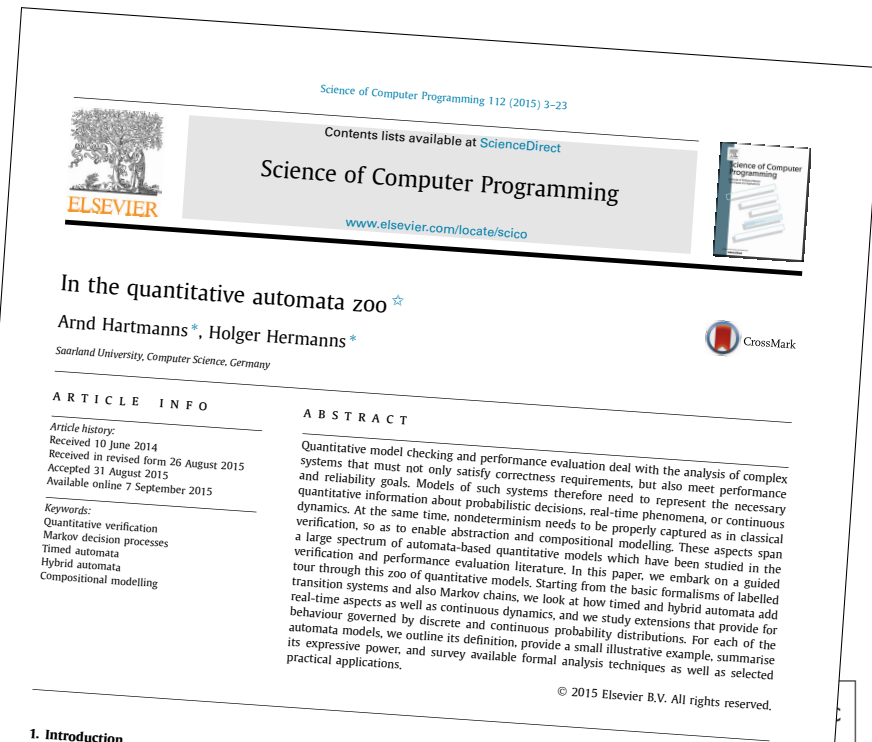 Science of Computer Programming 112 (2015) 3–23
Contents lists available at ScienceDirect
Science of Computer Programming
www.elsevier.com/locate/scico
ELSEVIER
Science of Computer
Programming
In the quantitative automata zoo ☆
Arnd Hartmanns *, Holger Hermanns *
Saarland University, Computer Science, Germany
CrossMark
ARTICLE INFO
Article history:
Received 10 June 2014
Received in revised form 26 August 2015
Accepted 31 August 2015
Available online 7 September 2015
Keywords:
Quantitative verification
Markov decision processes
Timed automata
Hybrid automata
Compositional modelling
ABSTRACT
Quantitative model checking and performance evaluation deal with the analysis of complex
systems that must not only satisfy correctness requirements, but also meet performance
and reliability goals. Models of such systems therefore need to represent the necessary
quantitative information about probabilistic decisions, real-time phenomena, or continuous
dynamics. At the same time, nondeterminism needs to be properly captured as in classical
verification, so as to enable abstraction and compositional modelling. These aspects span
a large spectrum of automata-based quantitative models which have been studied in the
verification and performance evaluation literature. In this paper, we embark on a guided
tour through this zoo of quantitative models. Starting from the basic formalisms of labelled
transition systems and also Markov chains, we look at how timed and hybrid automata add
real-time aspects as well as continuous dynamics, and we study extensions that provide for
behaviour governed by discrete and continuous probability distributions. For each of the
automata models, we outline its definition, provide a small illustrative example, summarise
its expressive power, and survey available formal analysis techniques as well as selected
practical applications.
© 2015 Elsevier B.V. All rights reserved.
1. Introduction